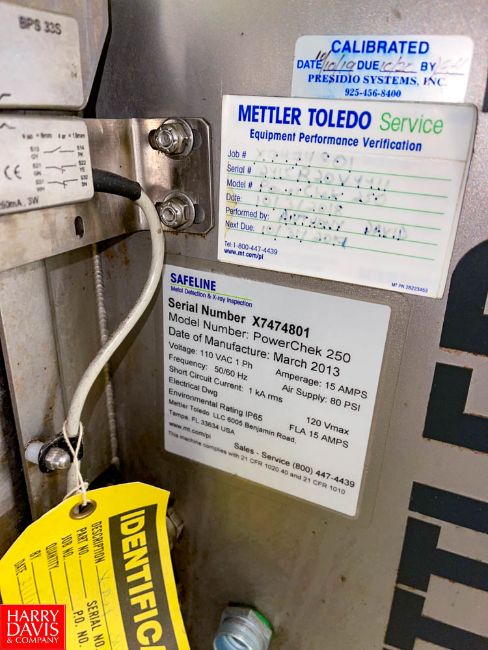 BPS 33S
CALIBRATED
DATE DUE BY
PRESIDIO SYSTEMS, INC.
925-456-8400
METTLER TOLEDO Service
Equipment Performance Verification
Job #
Serial #
Model #
Date:
Performed by:
Next Due:
Tel.1-800-447-4439
www.mt.com/pi
SAFELINE
Metal Detection & X-ray Inspection
Serial Number X7474801
Model Number: PowerChek 250
Date of Manufacture: March 2013
Voltage: 110 VAC 1 Ph Amperage: 15 AMPS
Frequency: 50/60 Hz Air Supply: 80 PSI
Short Circuit Current: 1 kA rms
Electrical Dwg 120 Vmax
Environmental Rating IP65 FLA 15 AMPS
Mettler Toledo LLC 6005 Benjamin Road,
Tampa, FL 33634 USA
www.mt.com/pi Sales - Service (800) 447-4439
This machine complies with 21 CFR 1020 40 and 21 CFR 1010
CE
IDENTIFICA
DESCRIPTION
PART NO.
SERIAL NO.
JOB NO.
P.O. NO.
QUANTITY
BY
DATE
HARRY
DAVIS
& COMPANY